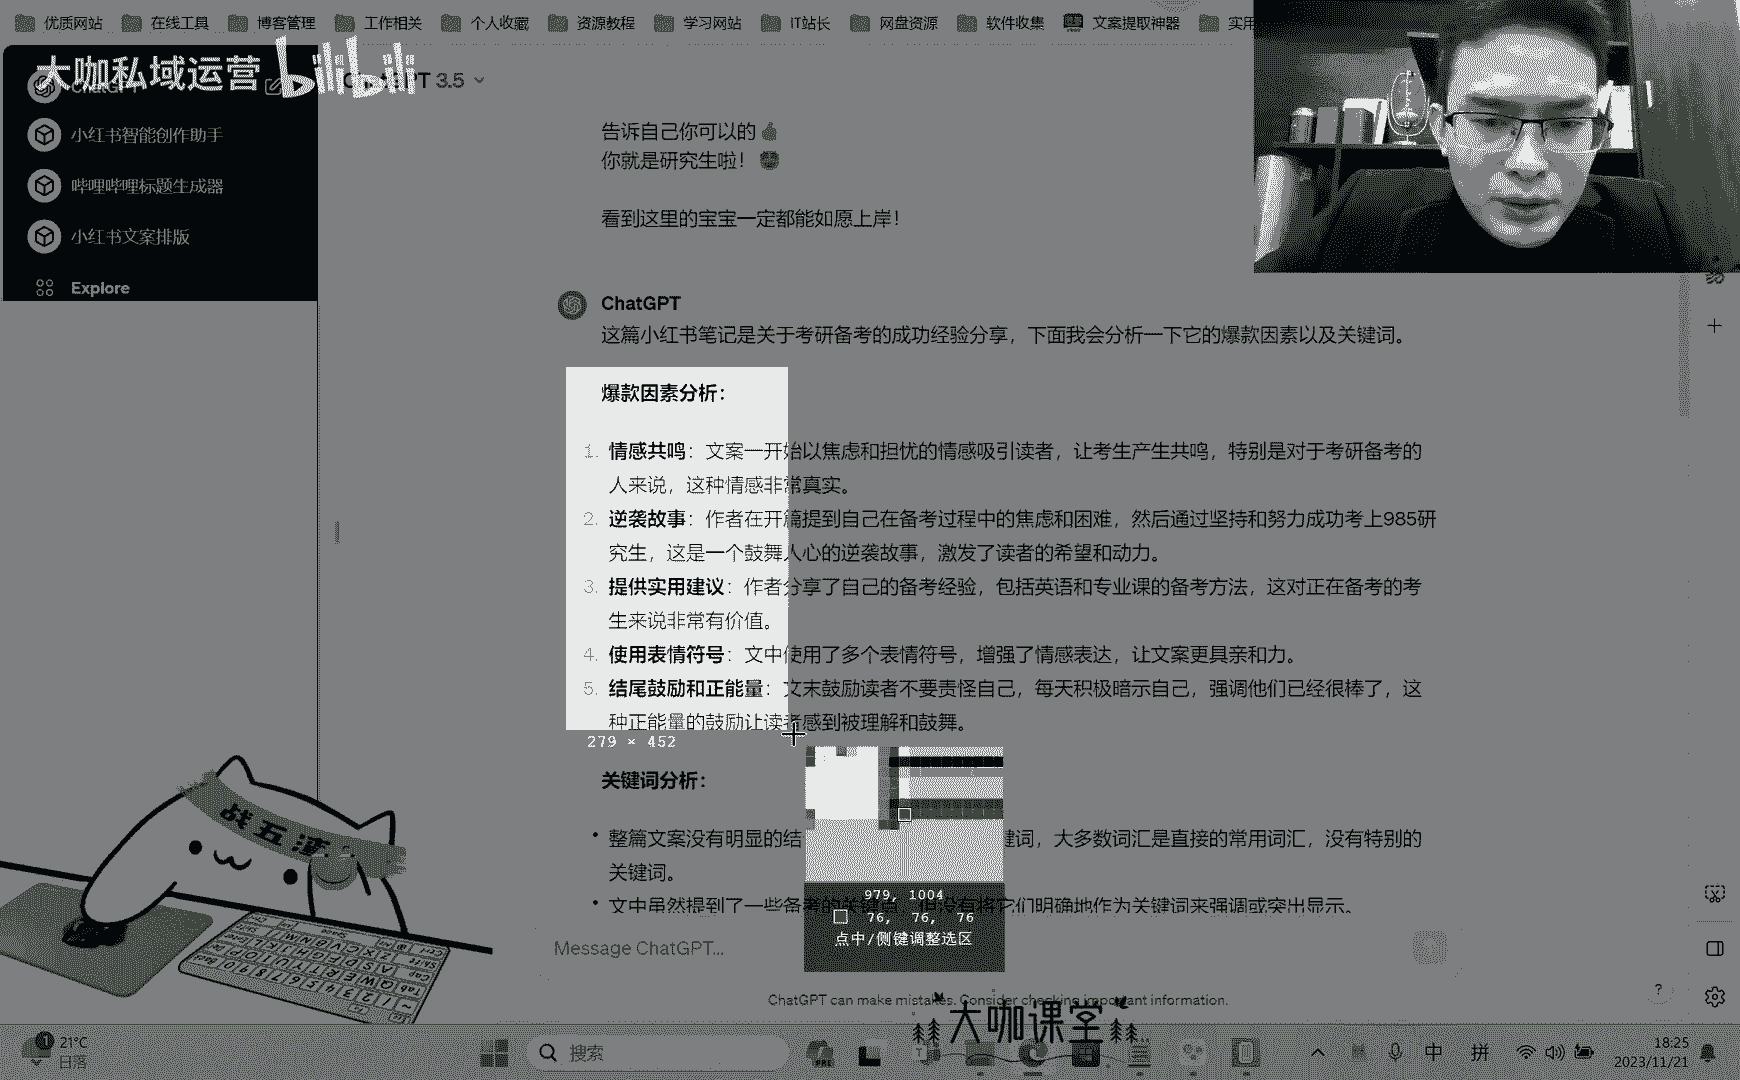 优质网站 在线工具 博客管理 工作相关 个人收藏 资源教程 学习网站 IT站长 网盘资源 软件收集 文案提取神器 实用
大咖私域运营 bilibili
ChatGPT
PT 3.5
小红书智能创作助手
哔哩哔哩标题生成器
小红书文案排版
Explore
告诉自己你可以的
你就是研究生啦！
看到这里的宝宝一定都能如愿上岸！
ChatGPT
这篇小红书笔记是关于考研备考的成功经验分享，下面我会分析一下它的爆款因素以及关键词。
爆款因素分析：
1. 情感共鸣：文案一开始以焦虑和担忧的情感吸引读者，让考生产生共鸣，特别是对于考研备考的
人来说，这种情感非常真实。
2. 逆袭故事：作者在开篇提到自己在备考过程中的焦虑和困难，然后通过坚持和努力成功考上985研
究生，这是一个鼓舞人心的逆袭故事，激发了读者的希望和动力。
3. 提供实用建议：作者分享了自己的备考经验，包括英语和专业课的备考方法，这对正在备考的考
生来说非常有价值。
4. 使用表情符号：文中使用了多个表情符号，增强了情感表达，让文案更具亲和力。
5. 结尾鼓励和正能量：文末鼓励读者不要责怪自己，每天积极暗示自己，强调他们已经很棒了，这
种正能量的鼓励让读者感到被理解和鼓舞。
279 × 452
关键词分析：
• 整篇文案没有明显的结 键词，大多数词汇是直接的常用词汇，没有特别的
关键词。
• 文中虽然提到了一些备考的关键点，但没有将它们明确地作为关键词来强调或突出显示。
979, 1004
76, 76, 76
点中/侧键调整选区
Message ChatGPT...
ChatGPT can make mistakes. Consider checking important information.
大咖课堂
?
1
21°C
日落
搜索
中 拼
18:25
2023/11/21